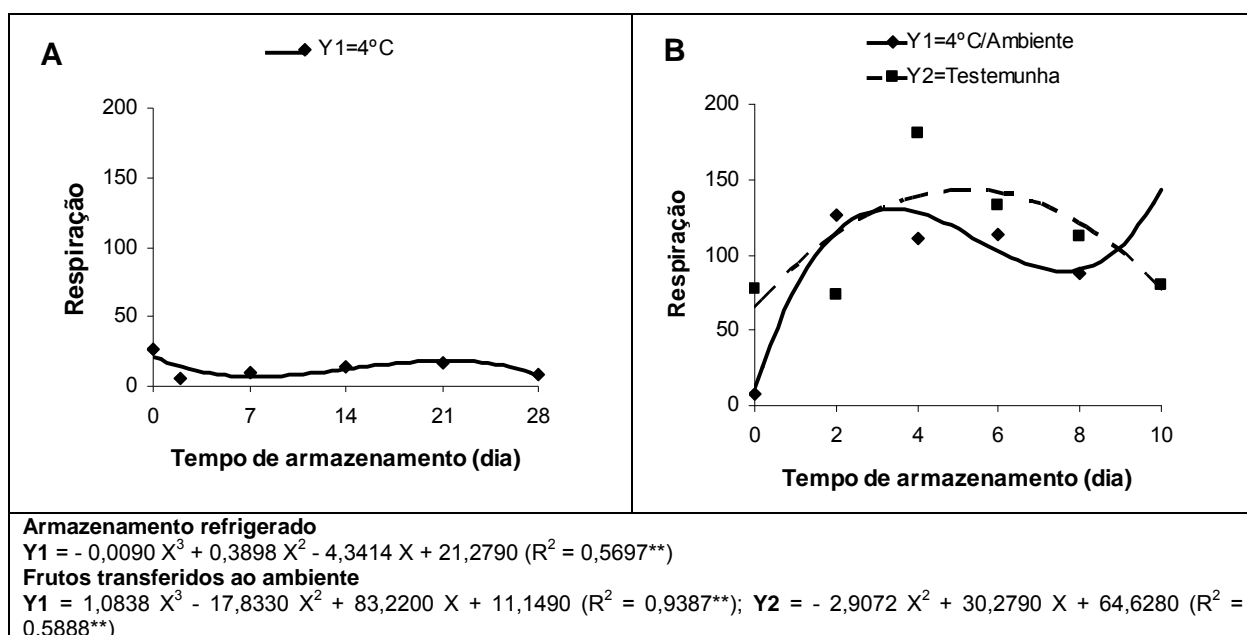 A
Y1=4ºC
Respiração
200
150
100
50
0
0 7 14 21 28
Tempo de armazenamento (dia)
B
Y1=4ºC/Ambiente
Y2=Testemunha
Respiração
200
150
100
50
0
0 2 4 6 8 10
Tempo de armazenamento (dia)
Armazenamento refrigerado
Y1 = - 0,0090 X³ + 0,3898 X² - 4,3414 X + 21,2790 (R² = 0,5697**)
Frutos transferidos ao ambiente
Y1 = 1,0838 X³ - 17,8330 X² + 83,2200 X + 11,1490 (R² = 0,9387**); Y2 = - 2,9072 X² + 30,2790 X + 64,6280 (R² =
0,5888**)